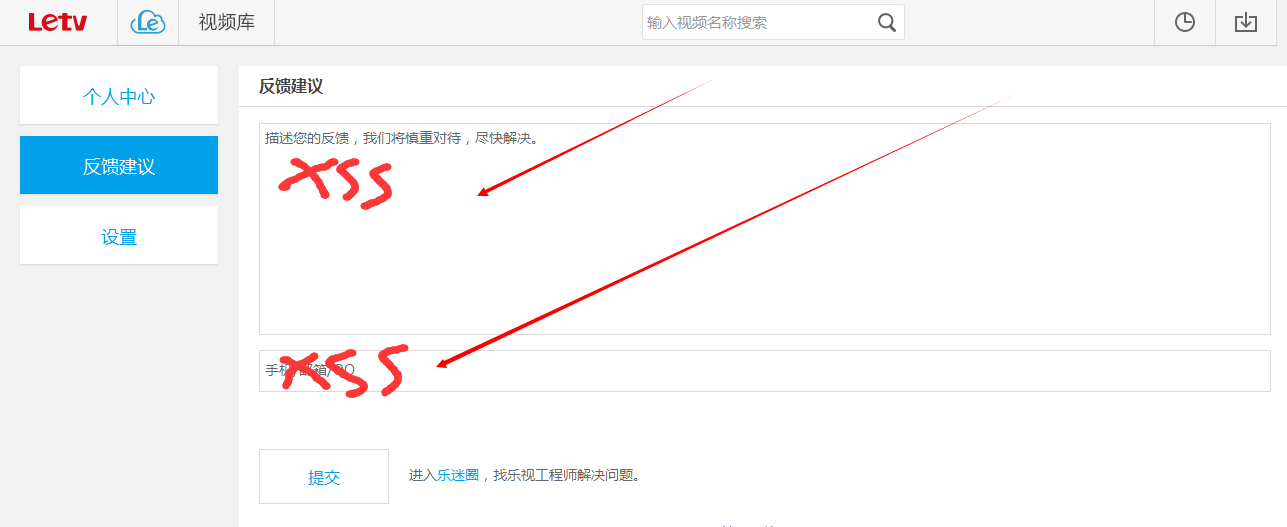 Letv Le 视频库 输入视频名称搜索
个人中心
反馈建议
设置
反馈建议
描述您的反馈，我们将慎重对待，尽快解决。
XSS
手机/邮箱/QQ
XSS
提交 进入乐迷圈，找乐视工程师解决问题。